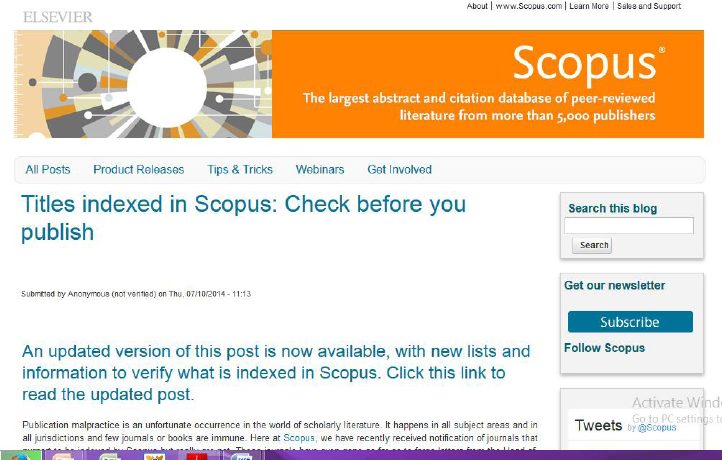 About | www.Scopus.com | Learn More | Sales and Support
ELSEVIER
Scopus®
The largest abstract and citation database of peer-reviewed
literature from more than 5,000 publishers
All Posts Product Releases Tips & Tricks Webinars Get Involved
Titles indexed in Scopus: Check before you
publish
Submitted by Anonymous (not verified) on Thu, 07/10/2014 - 11:13
An updated version of this post is now available, with new lists and
information to verify what is indexed in Scopus. Click this link to
read the updated post.
Publication malpractice is an unfortunate occurrence in the world of scholarly literature. It happens in all subject areas and in
all jurisdictions and few journals or books are immune. Here at Scopus, we have recently received notification of journals that
Search this blog
Search
Get our newsletter
Subscribe
Follow Scopus
Activate Wind
Go to PC settings t
Tweets by @Scopus